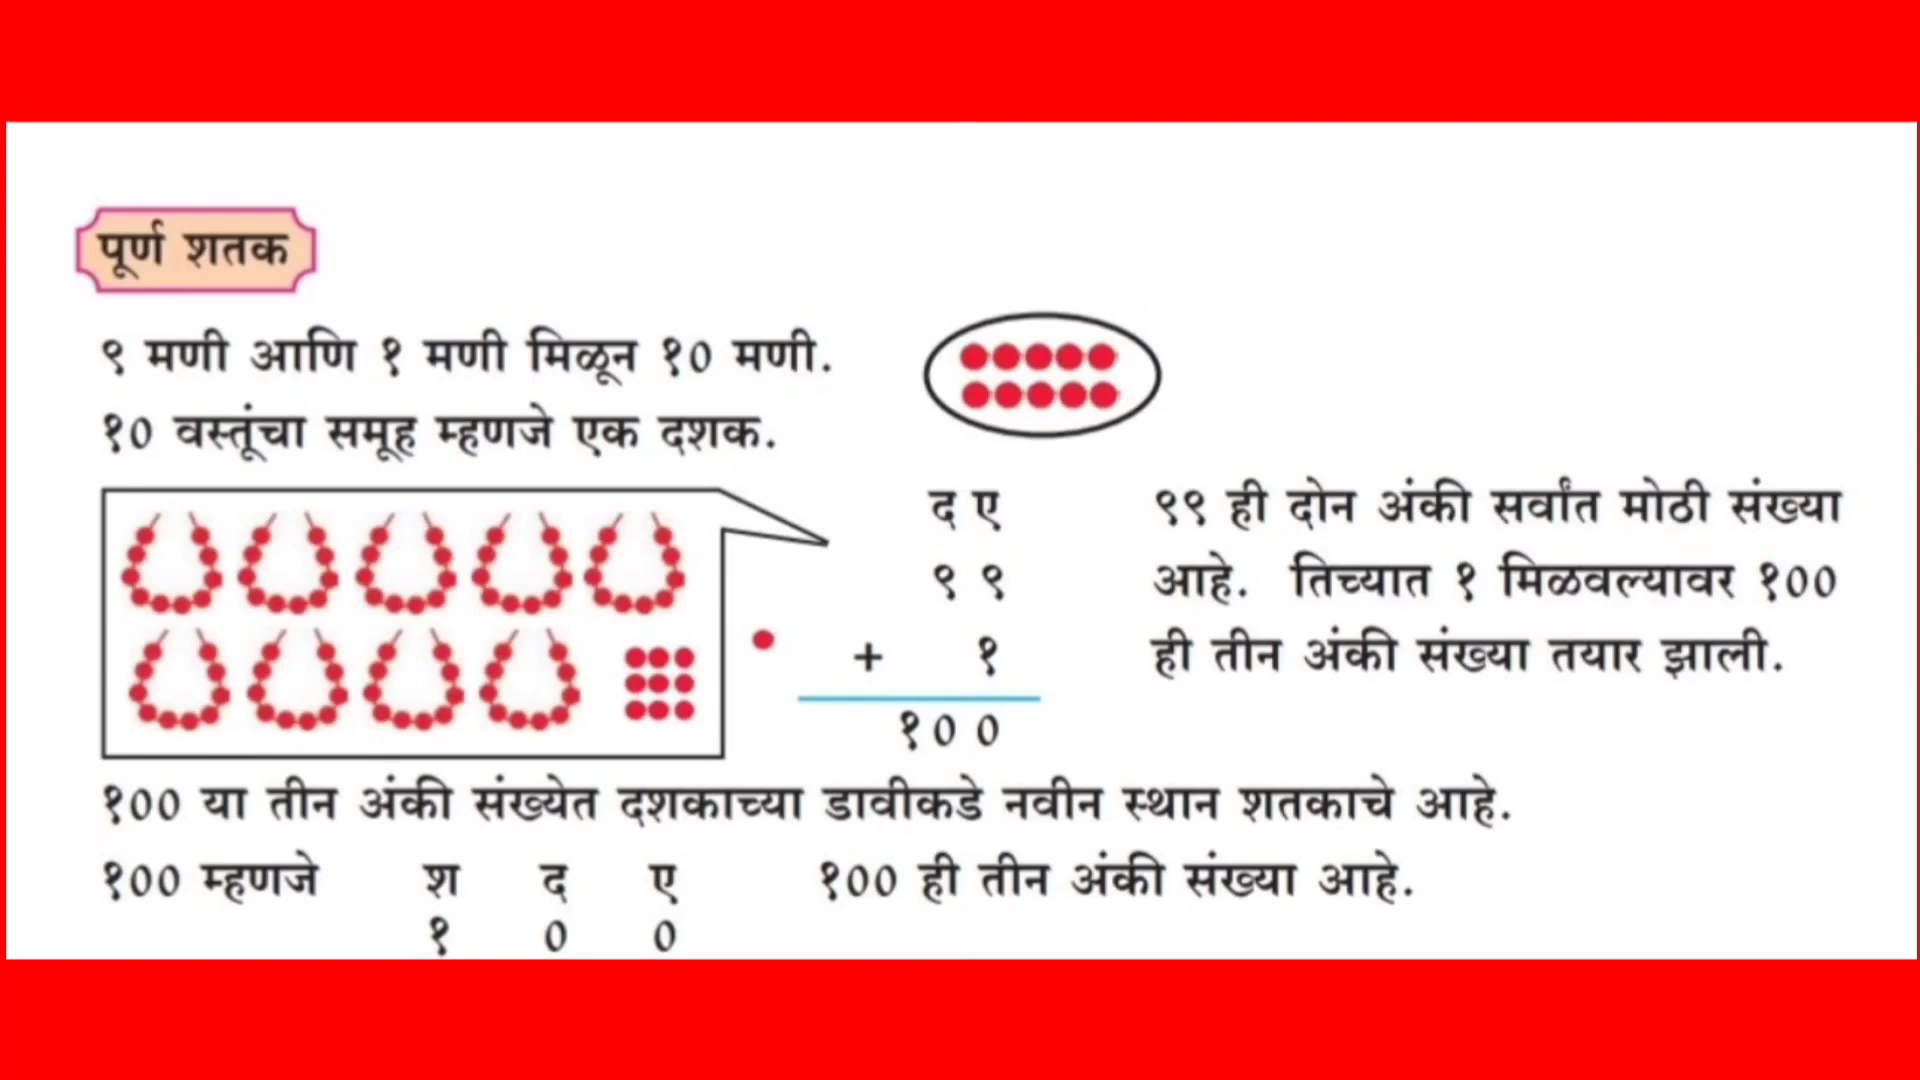 पूर्ण शतक
९ मणी आणि १ मणी मिळून १० मणी.
१० वस्तूंचा समूह म्हणजे एक दशक.
द ए
९ ९
+ १
१ ० ०
९९ ही दोन अंकी सर्वांत मोठी संख्या
आहे. तिच्यात १ मिळवल्यावर १००
ही तीन अंकी संख्या तयार झाली.
१०० या तीन अंकी संख्येत दशकाच्या डावीकडे नवीन स्थान शतकाचे आहे.
१०० म्हणजे श द ए १०० ही तीन अंकी संख्या आहे.
१ ० ०